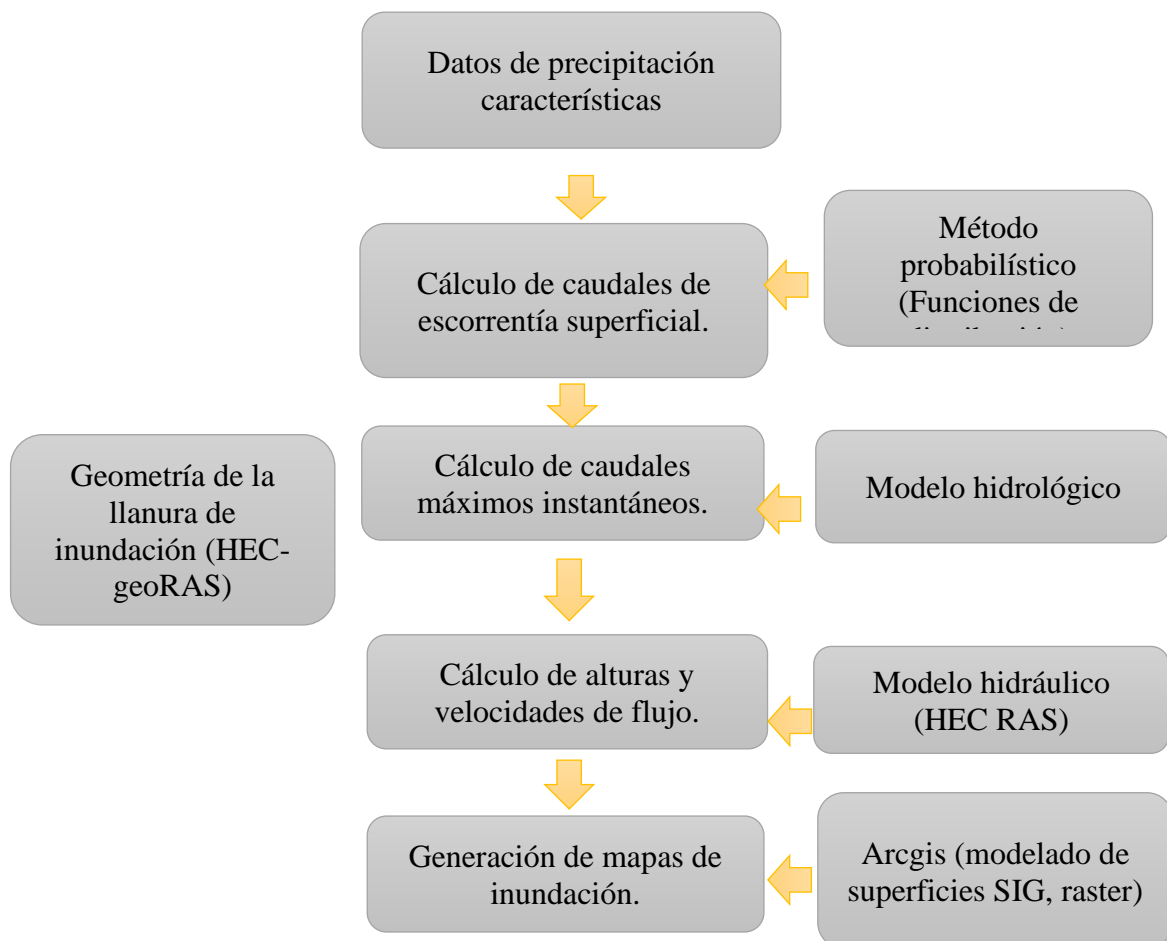 Datos de precipitación
características
Cálculo de caudales de
escorrentía superficial.
Método
probabilístico
(Funciones de
Cálculo de caudales
máximos instantáneos.
Modelo hidrológico
Geometría de la
llanura de
inundación (HEC-
geoRAS)
Cálculo de alturas y
velocidades de flujo.
Modelo hidráulico
(HEC RAS)
Generación de mapas de
inundación.
Arcgis (modelado de
superficies SIG, raster)